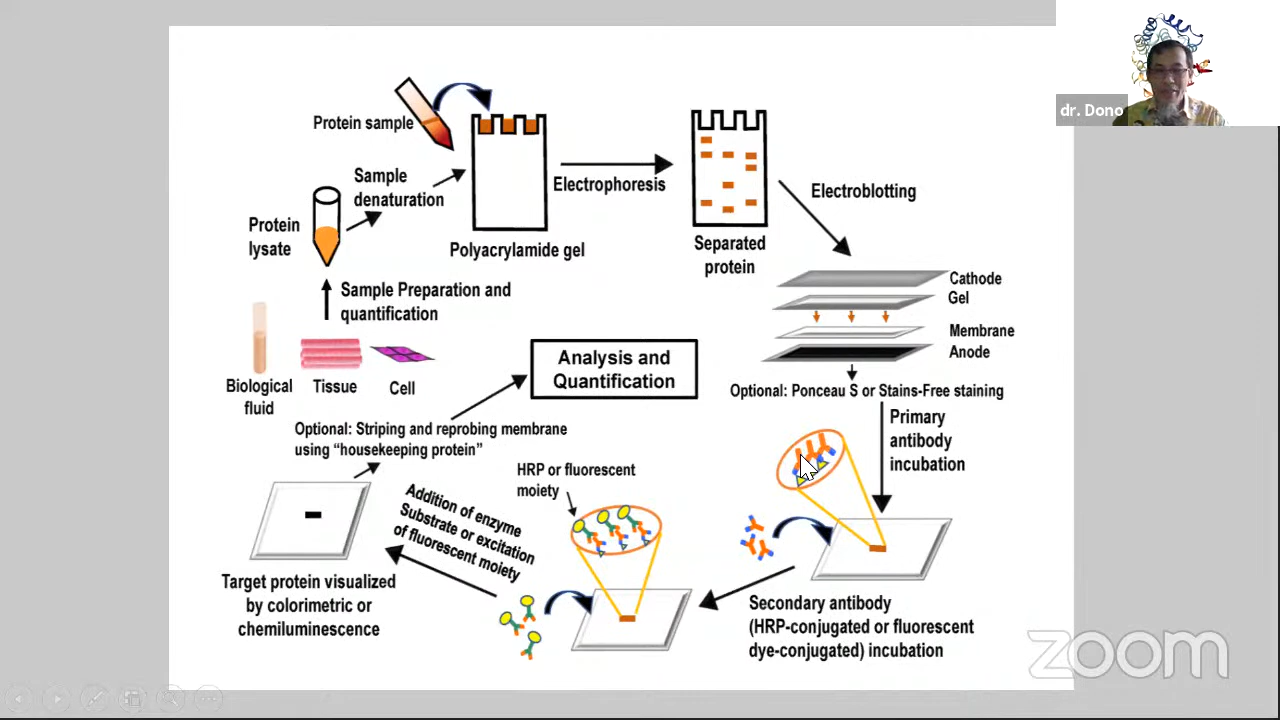 dr. Dono
Protein sample
Sample
denaturation
Protein
lysate
Polyacrylamide gel
Electrophoresis
Separated
protein
Electroblotting
Cathode
Gel
Membrane
Anode
Optional: Ponceau S or Stains-Free staining
Primary
antibody
incubation
Sample Preparation and
quantification
Biological
fluid
Tissue
Cell
Analysis and
Quantification
Optional: Striping and reprobing membrane
using “housekeeping protein”
HRP or fluorescent
moiety
Addition of enzyme
Substrate or excitation
of fluorescent moiety
Target protein visualized
by colorimetric or
chemiluminescence
Secondary antibody
(HRP-conjugated or fluorescent
dye-conjugated) incubation
zoom